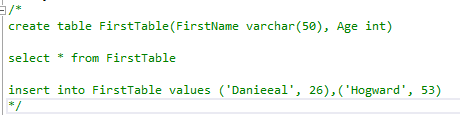 /*
create table FirstTable(FirstName varchar(50), Age int)
select * from FirstTable
insert into FirstTable values ('Danieeal', 26),('Hogward', 53)
*/